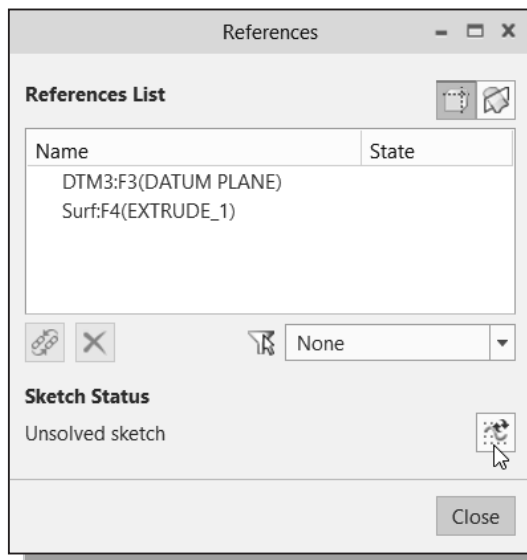 References
References List
Name State
DTM3:F3(DATUM PLANE)
Surf:F4(EXTRUDE_1)
None
Sketch Status
Unsolved sketch
Close